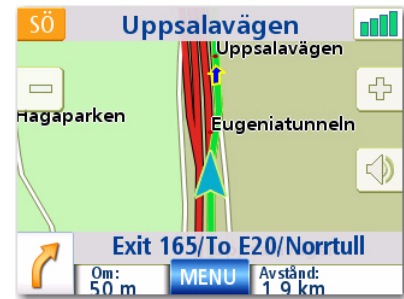 SÖ
Uppsalavägen
Uppsalavägen
Hagaparken
Eugeniatunneln
Exit 165/To E20/Norrtull
Om:
50 m
MENU
Avstånd:
1.9 km